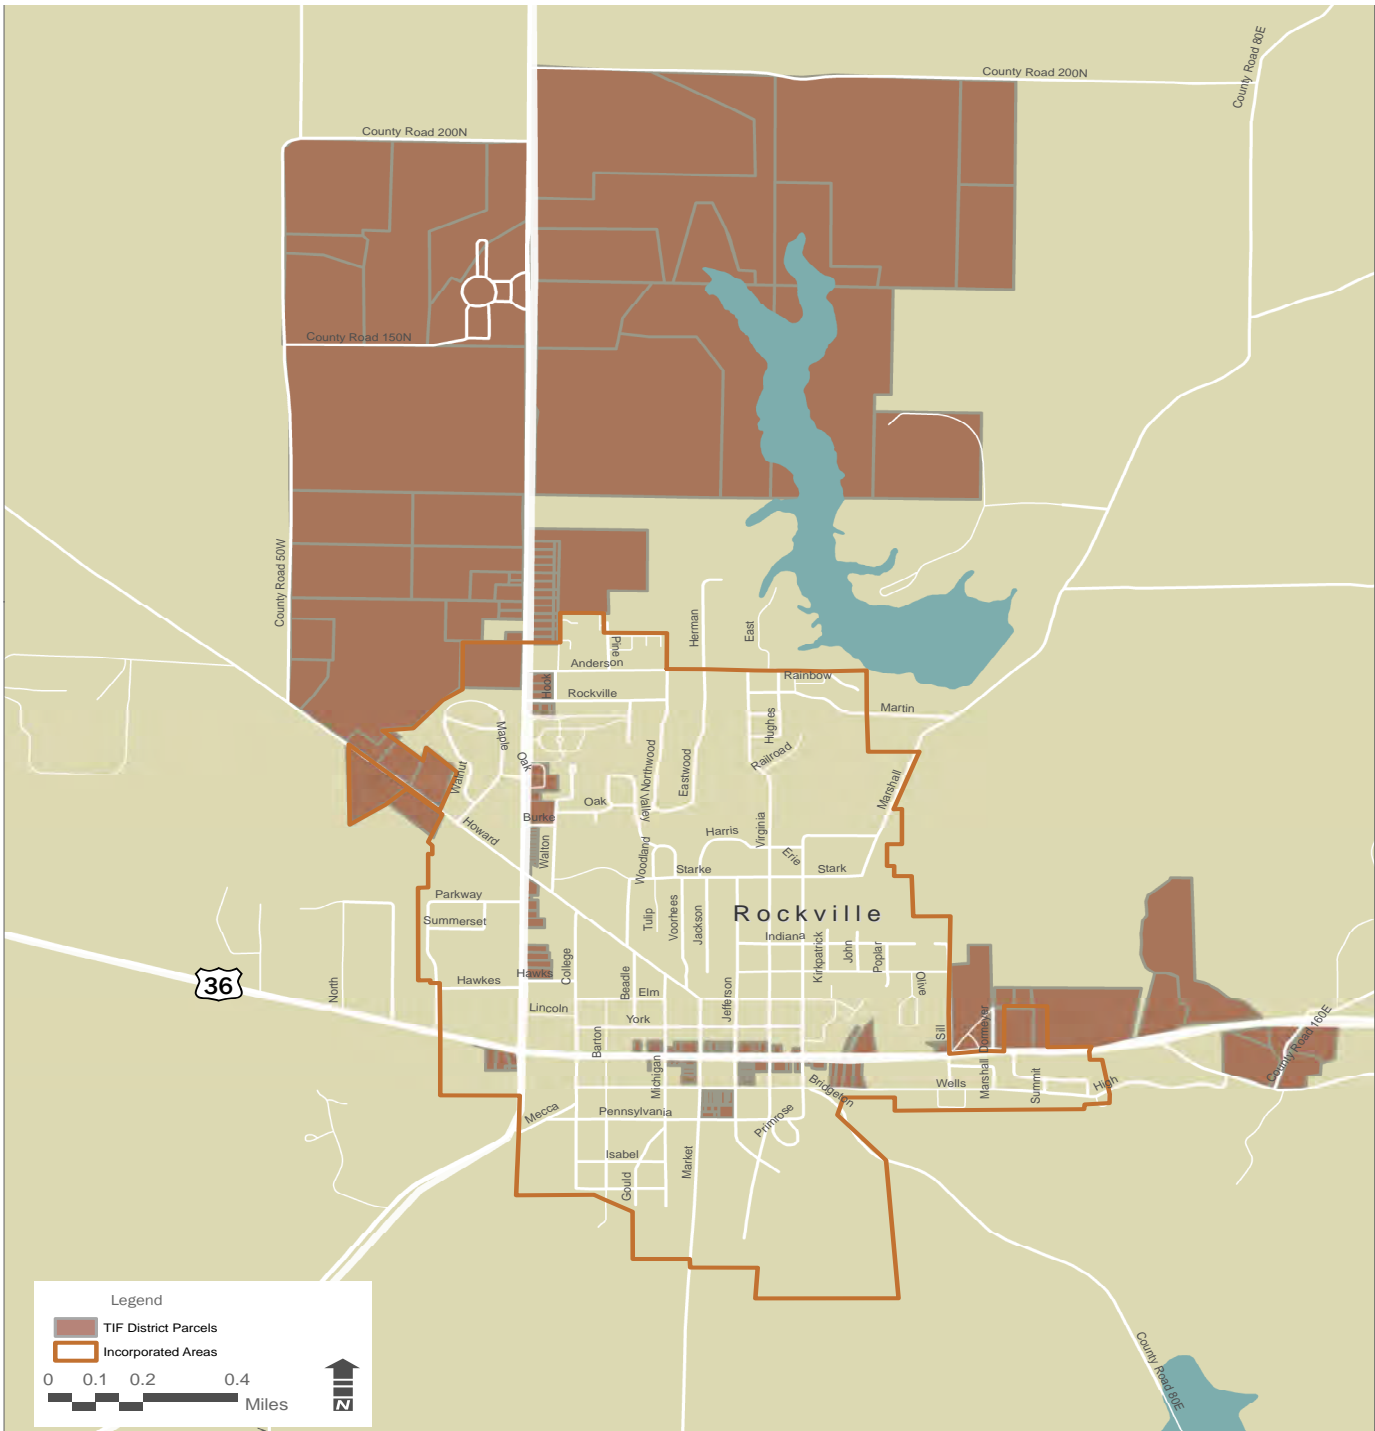 County Road 200N
County Road 80E
County Road 200N
County Road 150N
County Road 50W
Herman
East
Pine
Anderson
Rainbow
Hook
Rockville
Martin
Maple
Hughes
Northwood
Eastwood
Railroad
Oak
Walnut
Marshall
Oak
Valley
Burke
Howard
Harris
Virginia
Walton
Woodland
Erie
Starke
Stark
Parkway
Rockville
Summerset
Tulip
Voorhees
Jackson
Indiana
Kirkpatrick
John
Poplar
College
Hawks
36
North
Hawkes
Beadle
Elm
Jefferson
Olive
Lincoln
York
Sill
Dormeyer
Barton
County Road 160E
Michigan
Bridgeton
Wells
Marshall
Summit
High
Mecca
Pennsylvania
Primrose
Isabel
Market
Gould
Legend
TIF District Parcels
Incorporated Areas
0 0.1 0.2 0.4
Miles
N
County Road 80E